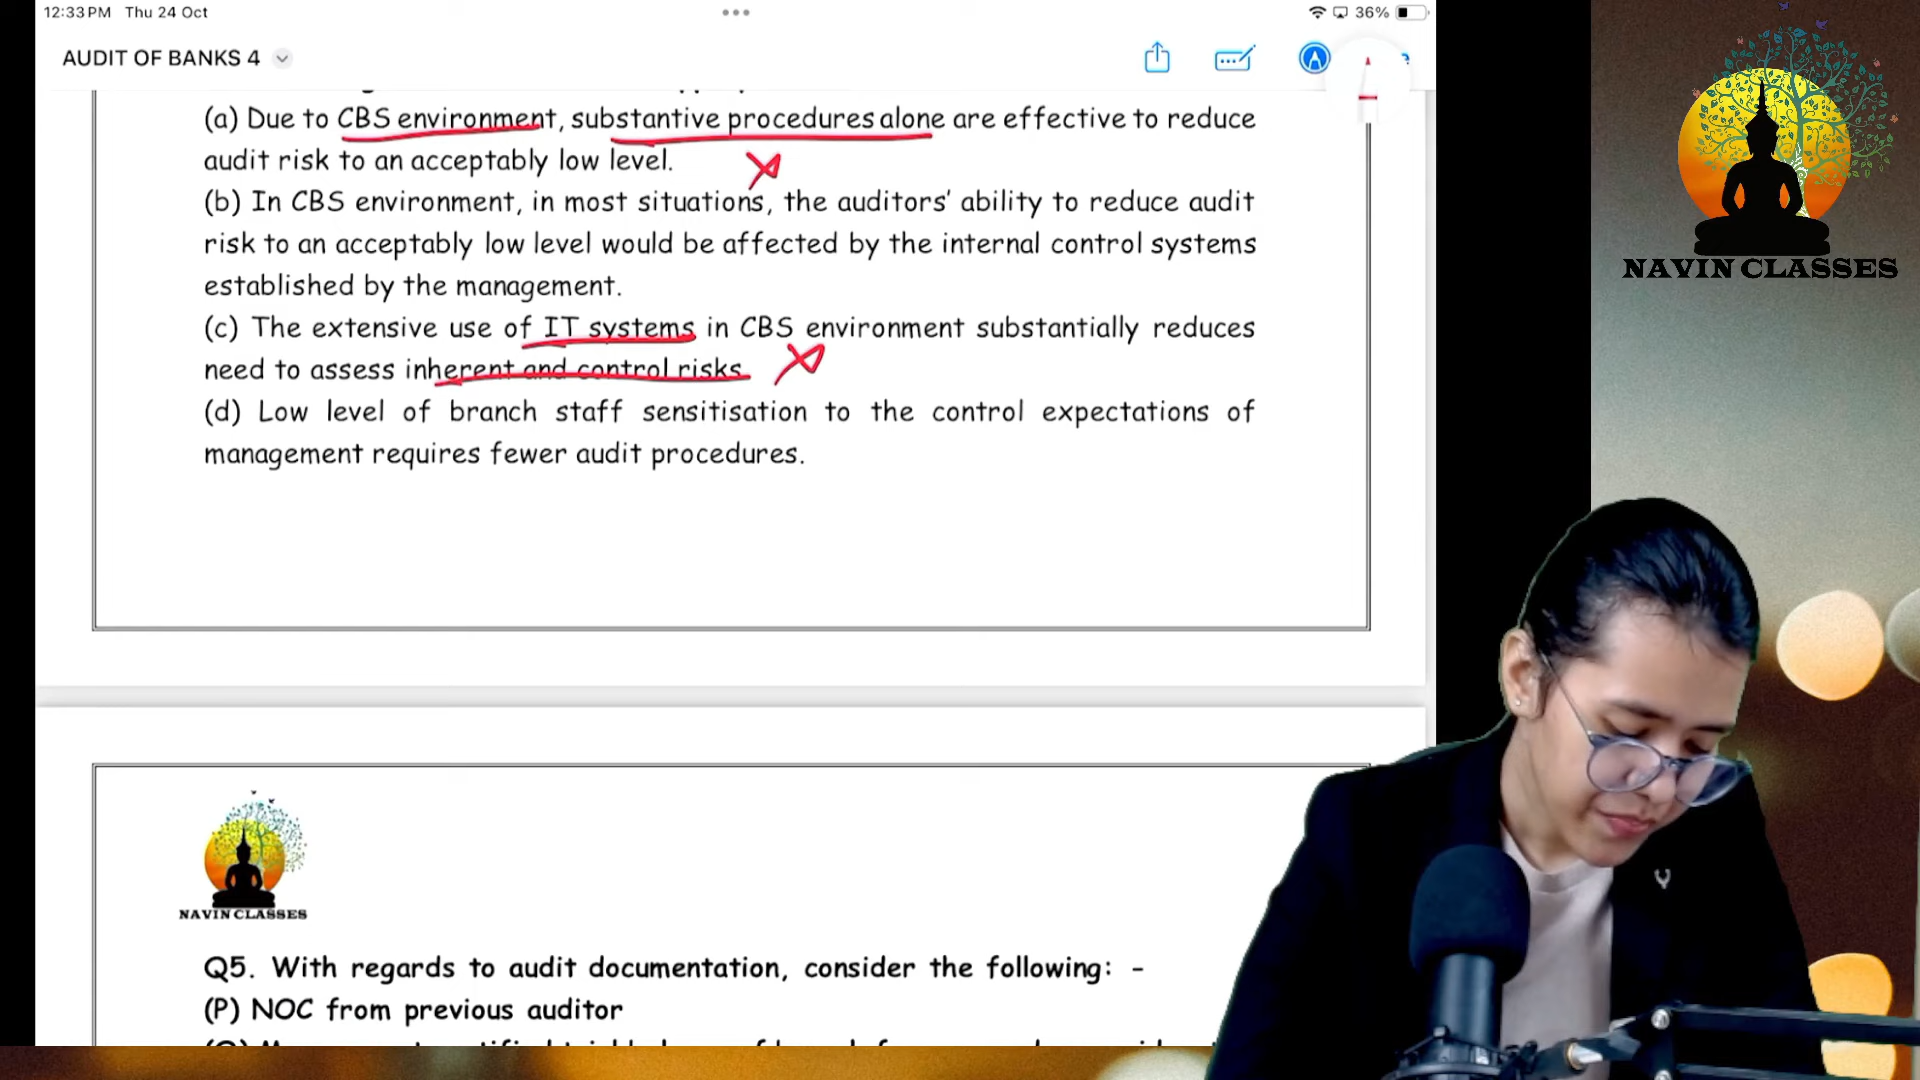 12:33 PM Thu 24 Oct
36%
AUDIT OF BANKS 4
(a) Due to CBS environment, substantive procedures alone are effective to reduce
audit risk to an acceptably low level.
(b) In CBS environment, in most situations, the auditors' ability to reduce audit
risk to an acceptably low level would be affected by the internal control systems
established by the management.
(c) The extensive use of IT systems in CBS environment substantially reduces
need to assess inherent and control risks.
(d) Low level of branch staff sensitisation to the control expectations of
management requires fewer audit procedures.
NAVIN CLASSES
NAVIN CLASSES
Q5. With regards to audit documentation, consider the following: -
(P) NOC from previous auditor